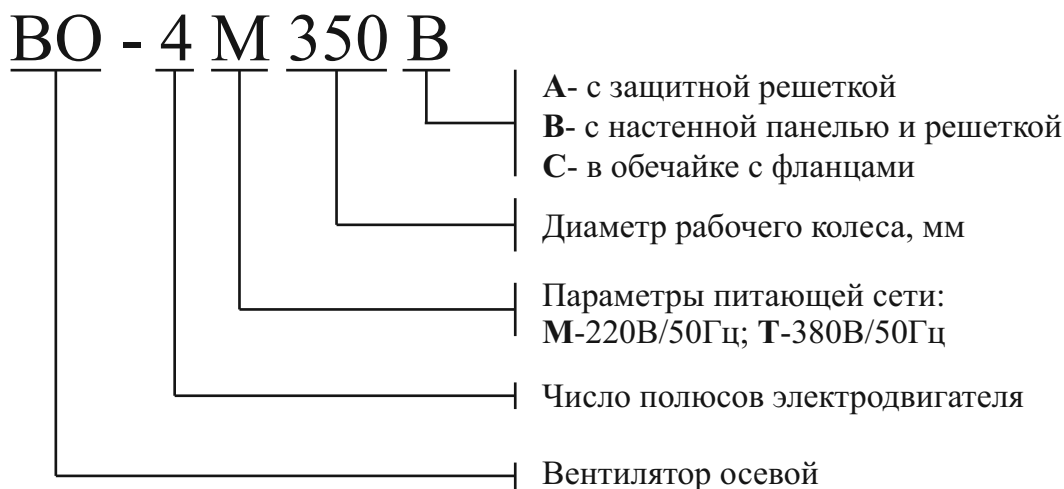 ВО - 4 М 350 В
А- с защитной решеткой
В- с настенной панелью и решеткой
С- в обечайке с фланцами
Диаметр рабочего колеса, мм
Параметры питающей сети:
М-220В/50Гц; Т-380В/50Гц
Число полюсов электродвигателя
Вентилятор осевой